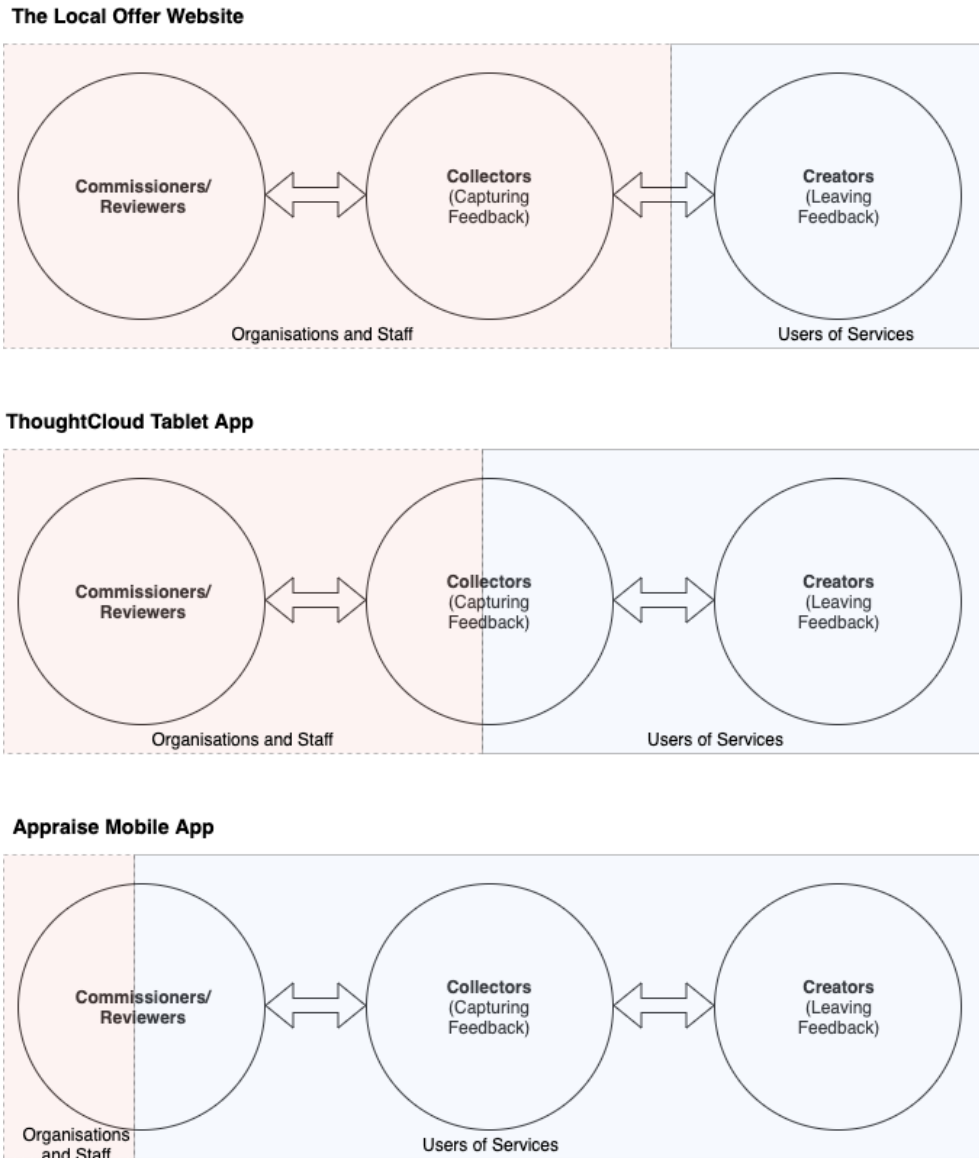 The Local Offer Website
Commissioners/
Reviewers
Collectors
(Capturing
Feedback)
Creators
(Leaving
Feedback)
Organisations and Staff
Users of Services
ThoughtCloud Tablet App
Commissioners/
Reviewers
Collectors
(Capturing
Feedback)
Creators
(Leaving
Feedback)
Organisations and Staff
Users of Services
Appraise Mobile App
Commissioners/
Reviewers
Collectors
(Capturing
Feedback)
Creators
(Leaving
Feedback)
Organisations
and Staff
Users of Services